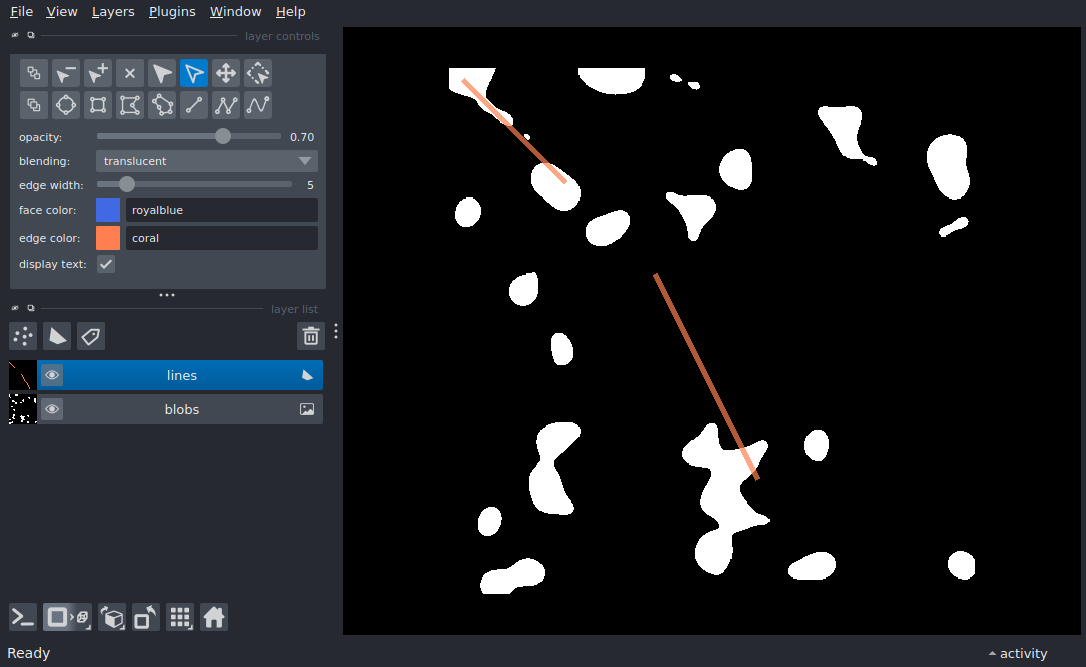 File View Layers Plugins Window Help
layer controls
opacity: 0.70
blending: translucent
edge width: 5
face color: royalblue
edge color: coral
display text:
layer list
lines
blobs
Ready
activity